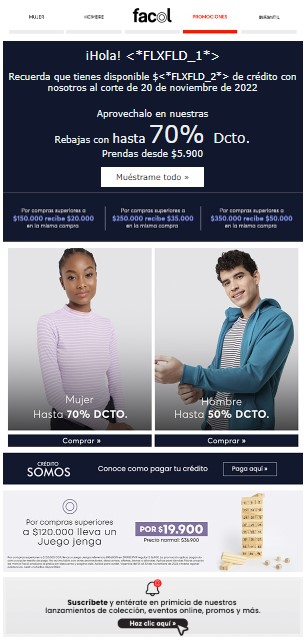 MUJER
HOMBRE
facol
PROMOCIONES
INFANTIL
¡Hola! <*FLXFLD_1*>
Recuerda que tienes disponible $<*FLXFLD_2*> de crédito con
nosotros al corte de 20 de noviembre de 2022
Aprovechalo en nuestras
Rebajas con hasta 70% Dcto.
Prendas desde $5.900
Muéstrame todo »
Por compras superiores a
$150.000 recibe $20.000
en la misma compra
Por compras superiores a
$250.000 recibe $35.000
en la misma compra
Por compras superiores a
$350.000 recibe $50.000
en la misma compra
Mujer
Hasta 70% DCTO.
Hombre
Hasta 50% DCTO.
Comprar »
Comprar »
CRÉDITO
SOMOS
Conoce como pagar tu crédito
Paga aquí »
Por compras superiores
a $120.000 lleva un
Juego jenga
POR $19.900
Precio normal: $36.900
Suscríbete y entérate en primicia de nuestros
lanzamientos de colección, eventos online, promos y más.
Haz clic aquí »